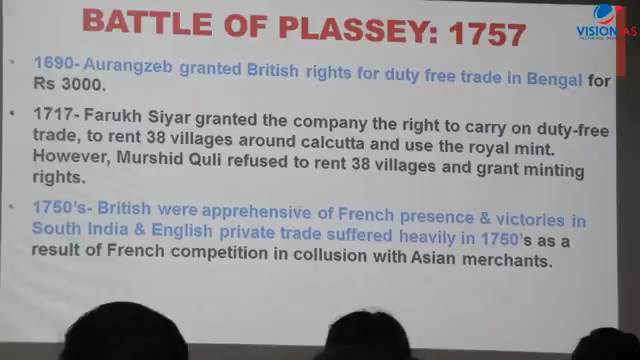 BATTLE OF PLASSEY: 1757
VISION IAS
• 1690- Aurangzeb granted British rights for duty free trade in Bengal for
Rs 3000.
• 1717- Farukh Siyar granted the company the right to carry on duty-free
trade, to rent 38 villages around calcutta and use the royal mint.
However, Murshid Quli refused to rent 38 villages and grant minting
rights.
• 1750's- British were apprehensive of French presence & victories in
South India & English private trade suffered heavily in 1750's as a
result of French competition in collusion with Asian merchants.